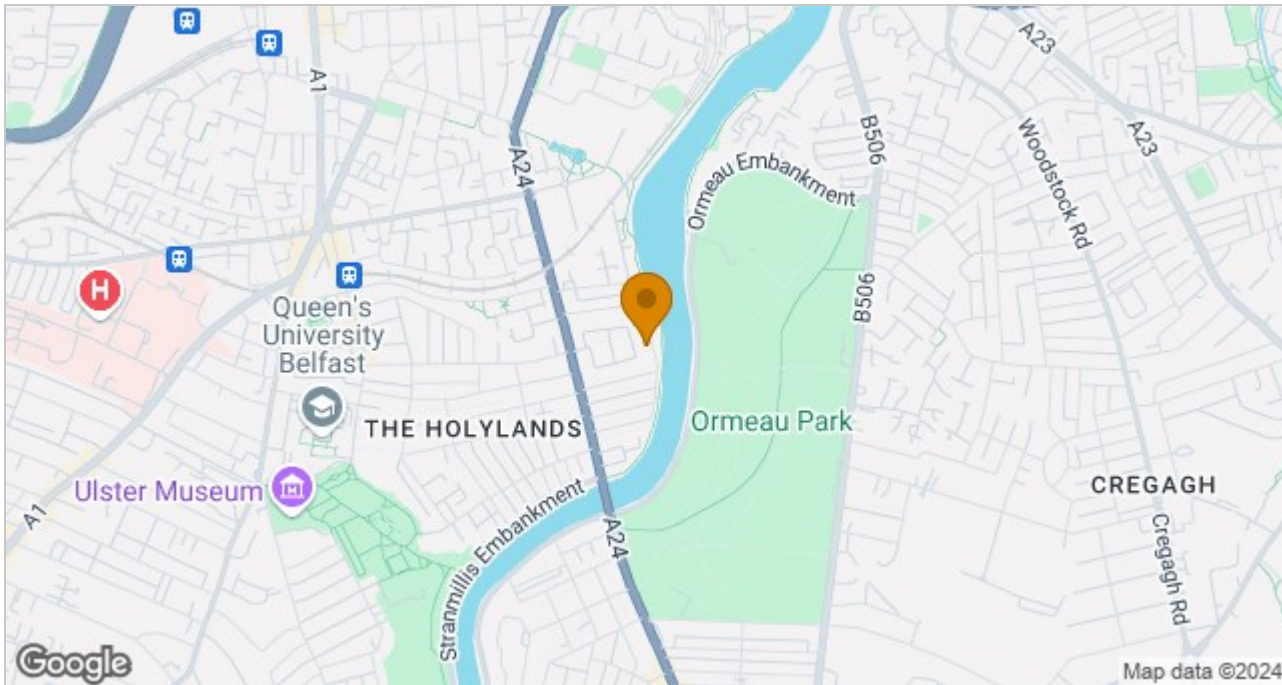 A1
A24
B506
A23
Woodstock Rd
A23
Ormeau Embankment
H
Queen's
University
Belfast
B506
THE HOLYLANDS
Ormeau Park
Ulster Museum
CREGAGH
A1
Stranmillis Embankment
A24
Cregagh Rd
Google
Map data ©2024